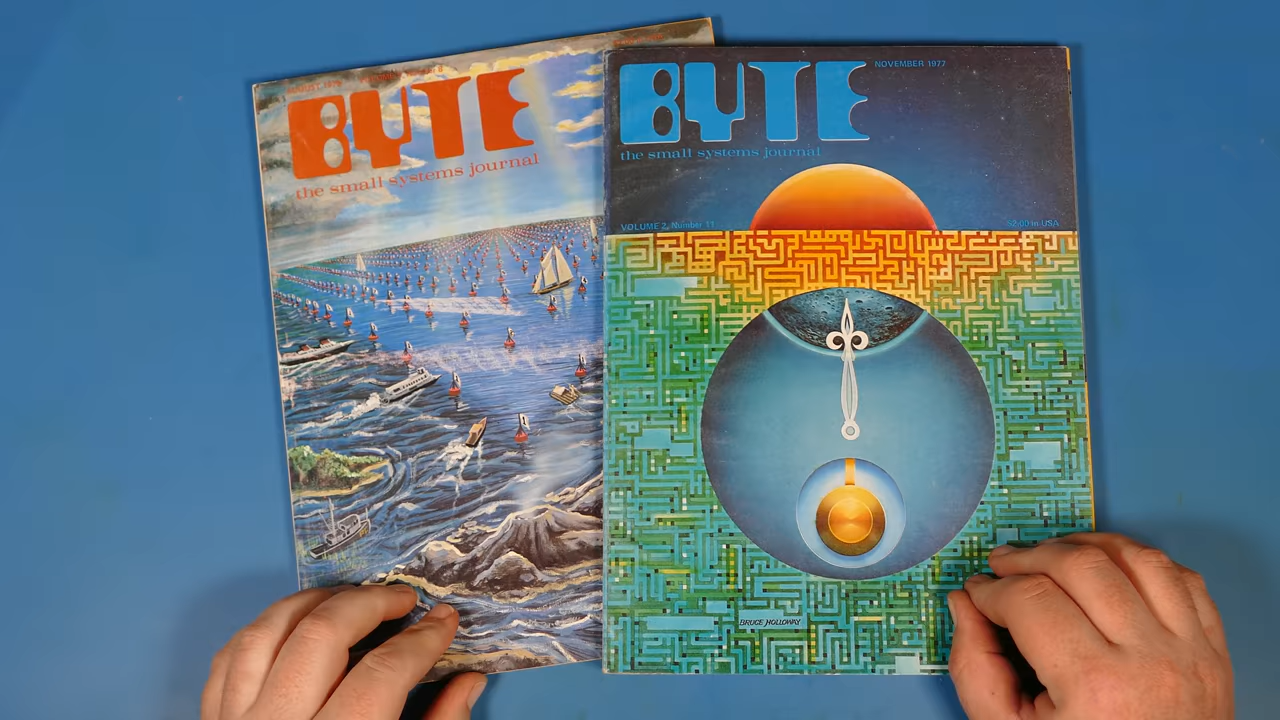 BYTE
the small systems journal
BYTE
NOVEMBER 1977
the small systems journal
VOLUME 2, Number 11
$2.00 in USA
BRUCE HOLLOWAY